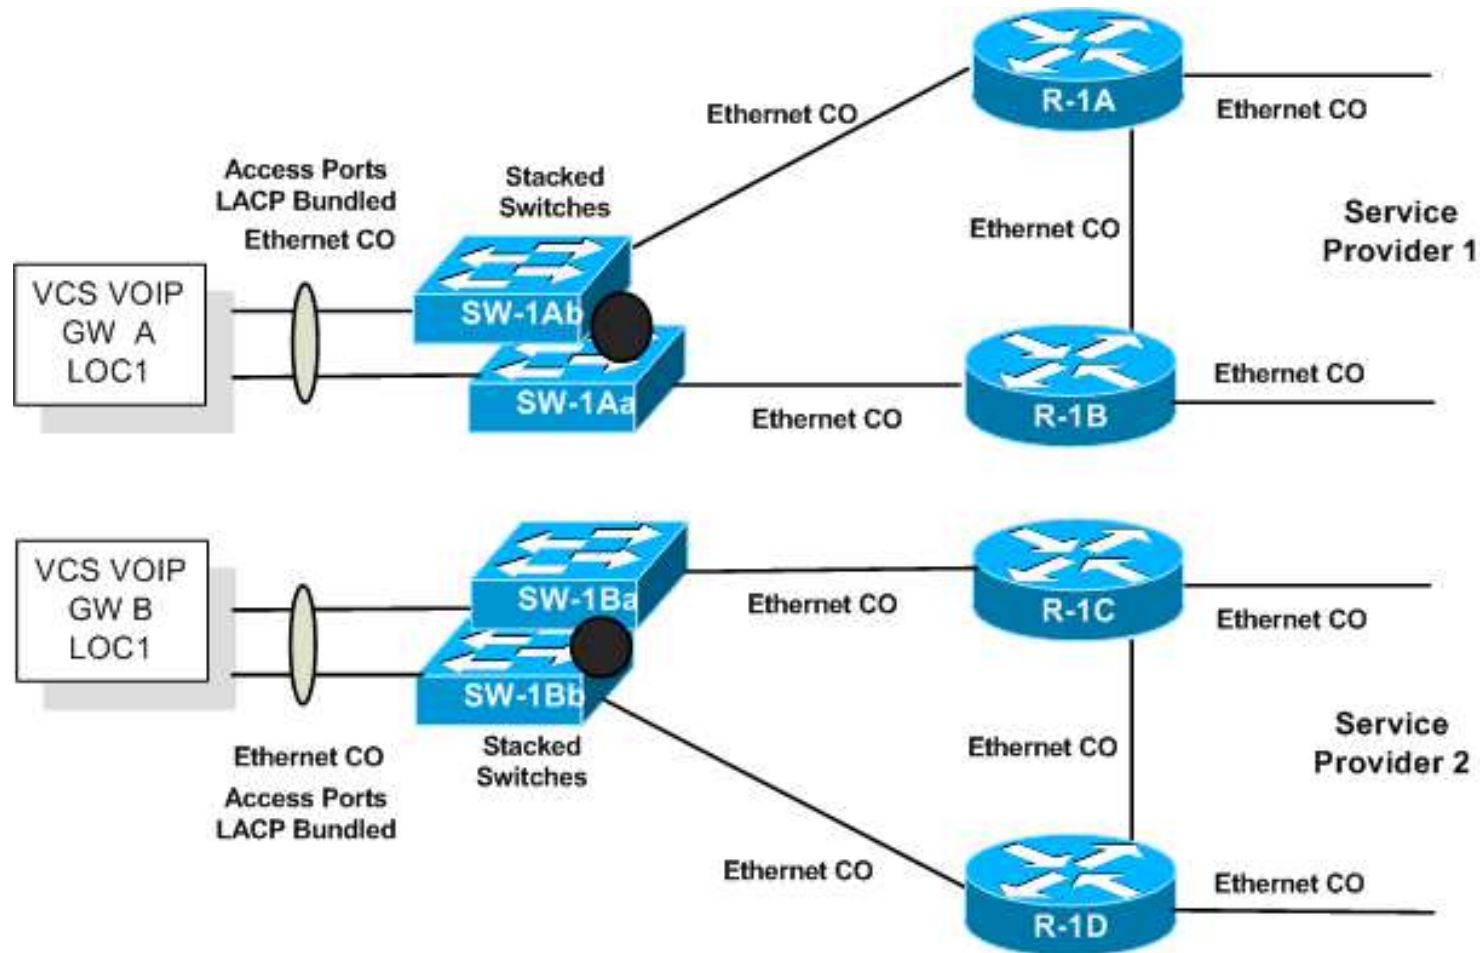 R-1A
Ethernet CO
Ethernet CO
Access Ports
LACP Bundled
Ethernet CO
Stacked
Switches
Ethernet CO
Service
Provider 1
VCS VOIP
GW A
LOC1
SW-1Ab
SW-1Aa
Ethernet CO
R-1B
Ethernet CO
VCS VOIP
GW B
LOC1
SW-1Ba
SW-1Bb
Ethernet CO
R-1C
Ethernet CO
Ethernet CO
Access Ports
LACP Bundled
Stacked
Switches
Ethernet CO
Service
Provider 2
Ethernet CO
R-1D
Ethernet CO